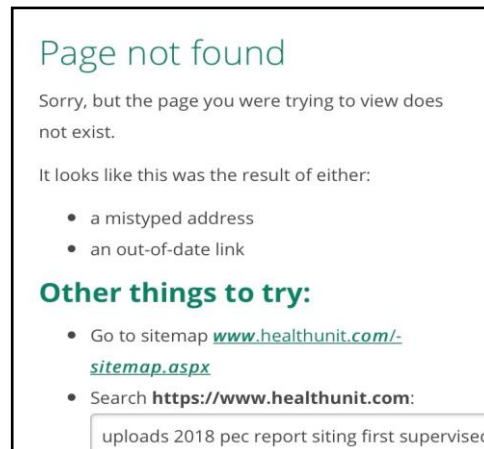 Page not found
Sorry, but the page you were trying to view does
not exist.
It looks like this was the result of either:
• a mistyped address
• an out-of-date link
Other things to try:
• Go to sitemap www.healthunit.com/-
sitemap.aspx
• Search https://www.healthunit.com:
uploads 2018 pec report siting first supervised